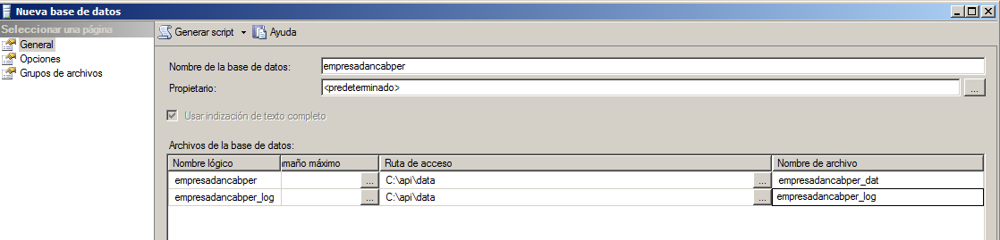 Nueva base de datos
Seleccionar una página
General
Opciones
Grupos de archivos
Generar script
Ayuda
Nombre de la base de datos: empresadancabper
Propietario: <predeterminado> ...
Usar indización de texto completo
Archivos de la base de datos:
Nombre lógico amaño máximo Ruta de acceso Nombre de archivo
empresadancabper ... C:\api\data ... empresadancabper_dat
empresadancabper_log ... C:\api\data ... empresadancabper_log